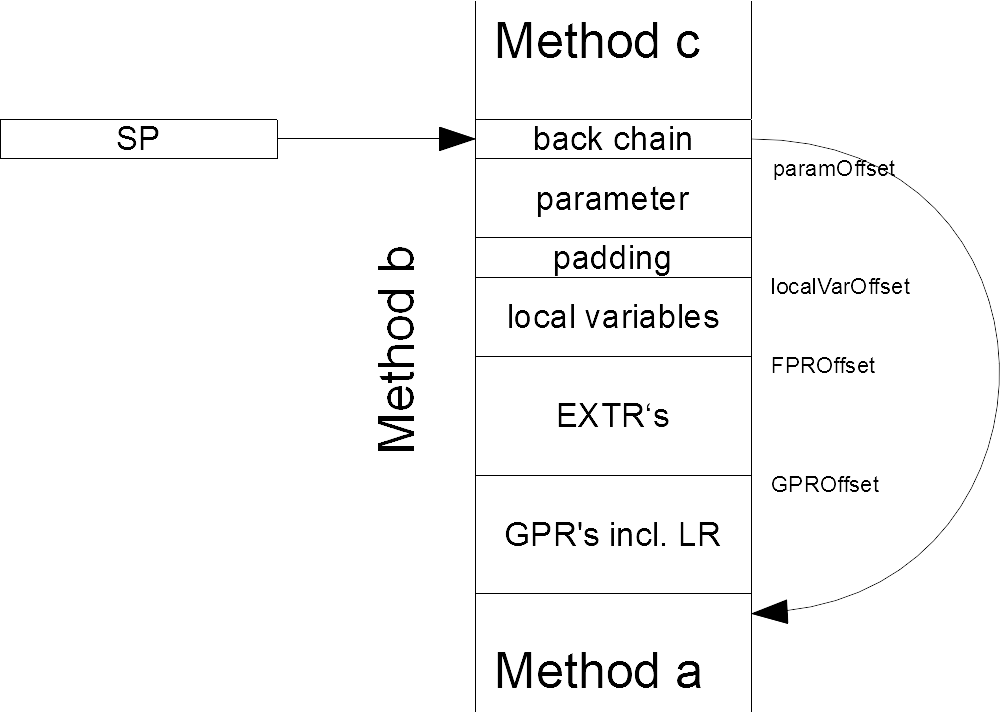 Method c
SP
back chain
paramOffset
parameter
Method b
padding
localVarOffset
local variables
FPROffset
EXTR‘s
GPROffset
GPR's incl. LR
Method a